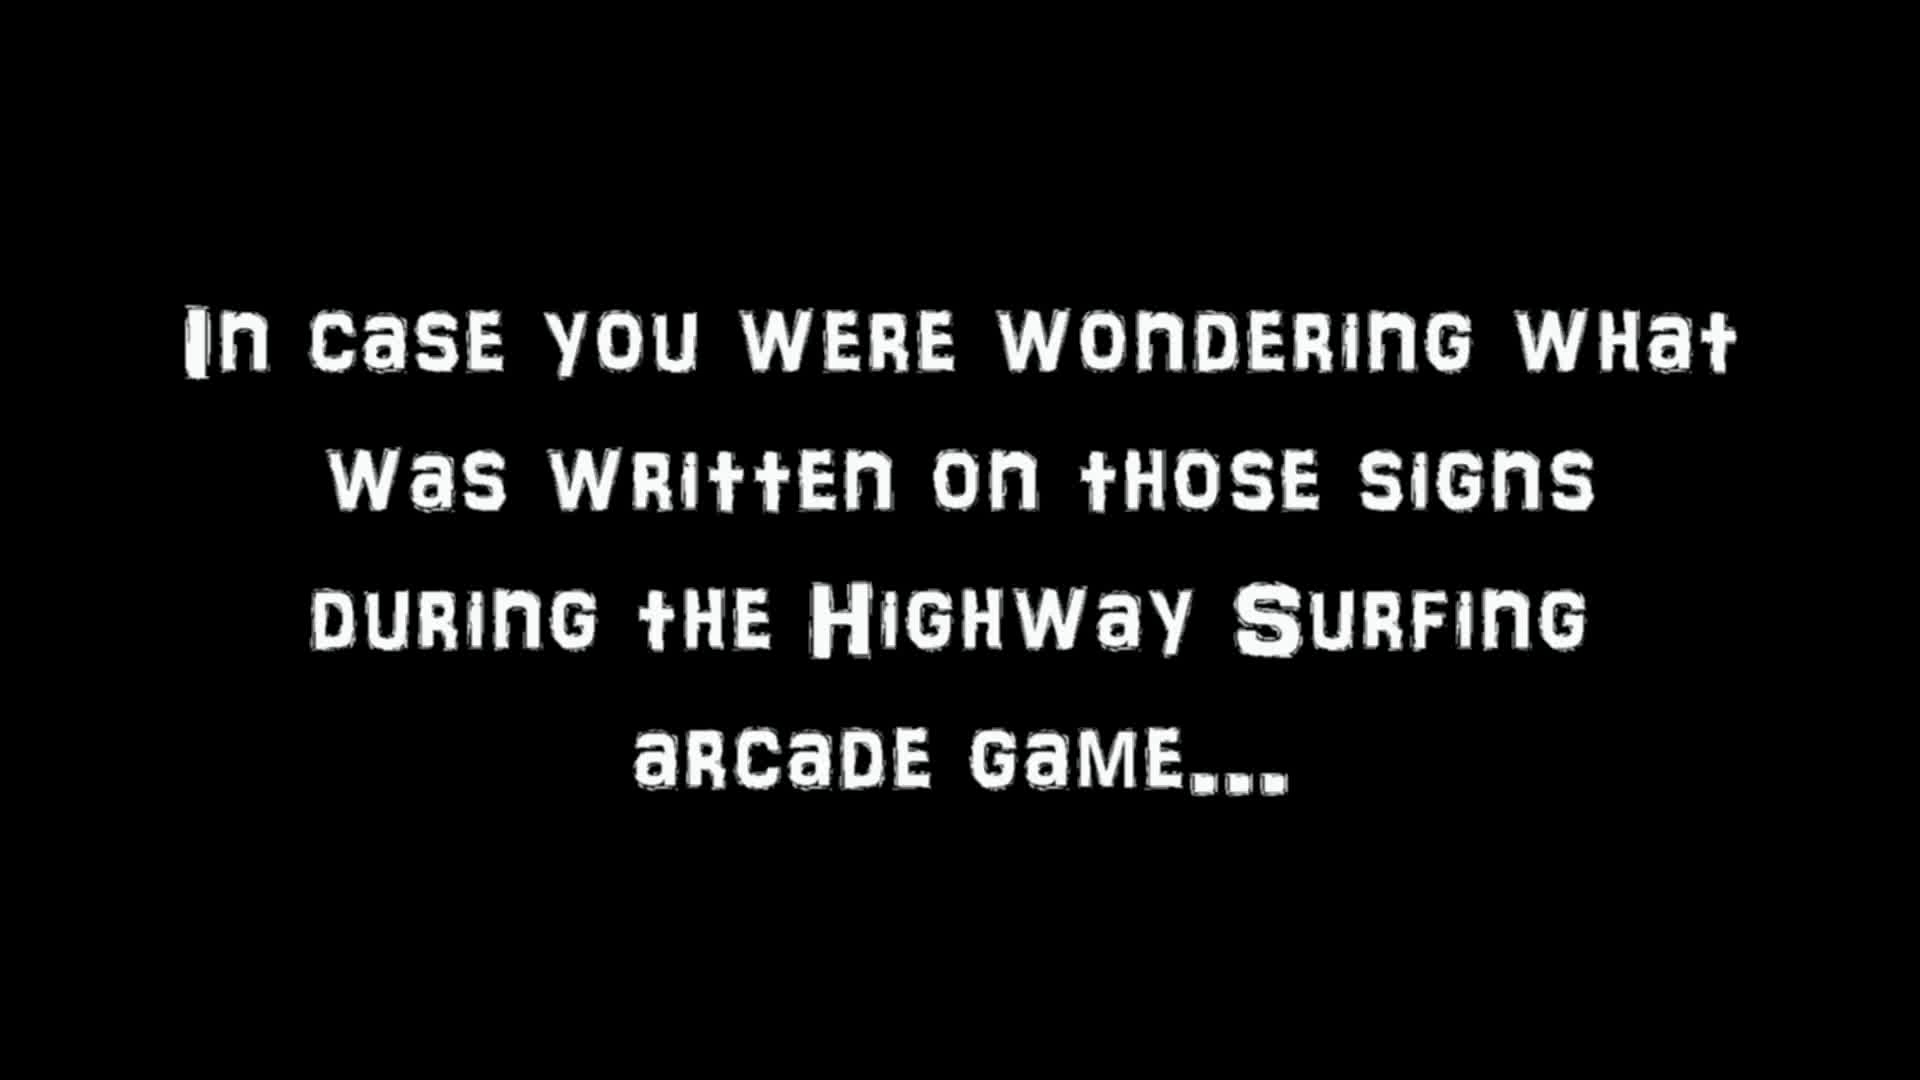 In case you were wondering what
was written on those signs
during the Highway Surfing
arcade game...